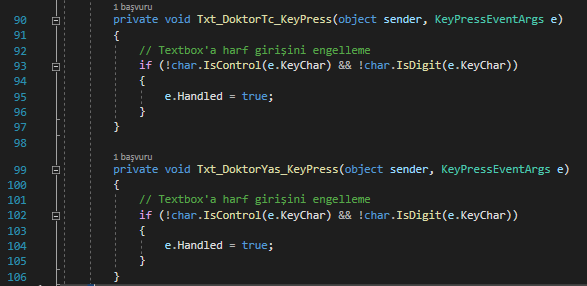 1 başvuru
90 private void Txt_DoktorTc_KeyPress(object sender, KeyPressEventArgs e)
91 {
92 // Textbox'a harf girişini engelleme
93 if (!char.IsControl(e.KeyChar) && !char.IsDigit(e.KeyChar))
94 {
95 e.Handled = true;
96 }
97 }
98
1 başvuru
99 private void Txt_DoktorYas_KeyPress(object sender, KeyPressEventArgs e)
100 {
101 // Textbox'a harf girişini engelleme
102 if (!char.IsControl(e.KeyChar) && !char.IsDigit(e.KeyChar))
103 {
104 e.Handled = true;
105 }
106 }